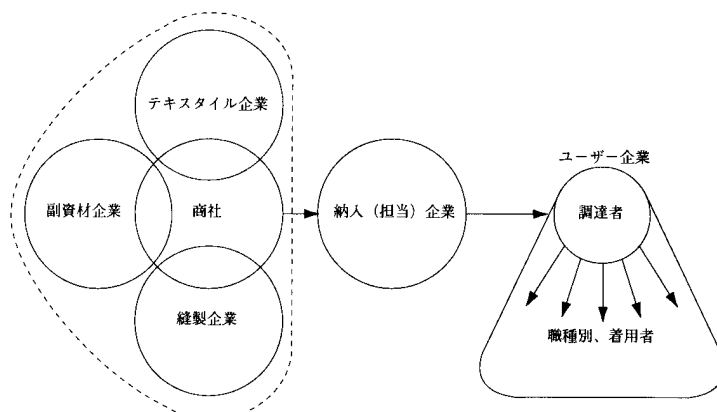 テキスタイル企業
副資材企業
商社
縫製企業
納入（担当）企業
ユーザー企業
調達者
職種別、着用者